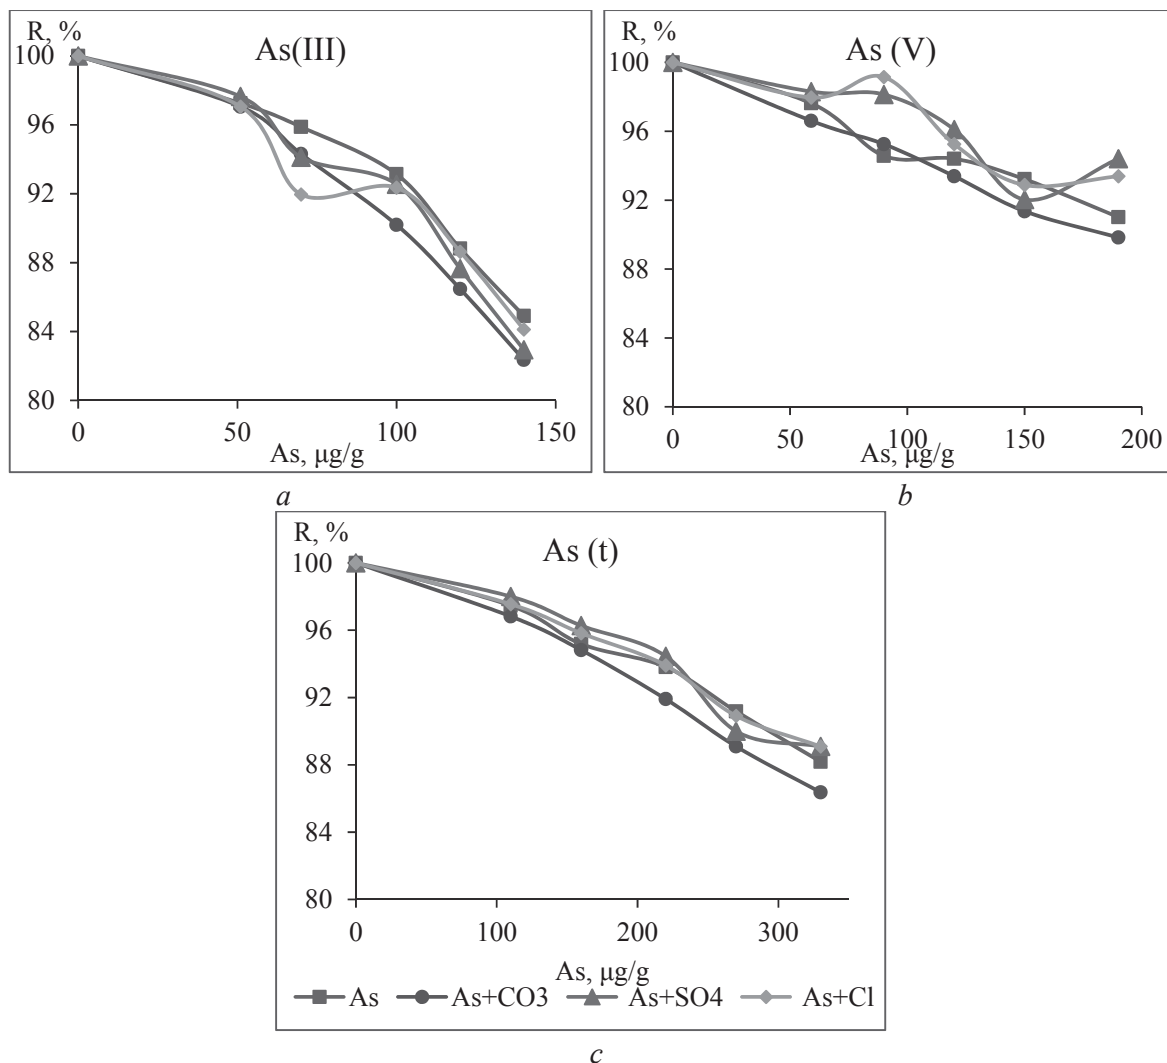 R, %
As(III)
100
96
92
88
84
80
0 50 100 150
As, µg/g
a
R, %
As (V)
100
96
92
88
84
80
0 50 100 150 200
As, µg/g
b
R, %
As (t)
100
96
92
88
84
80
0 100 200 300
As, µg/g
As As+CO3 As+SO4 As+Cl
c